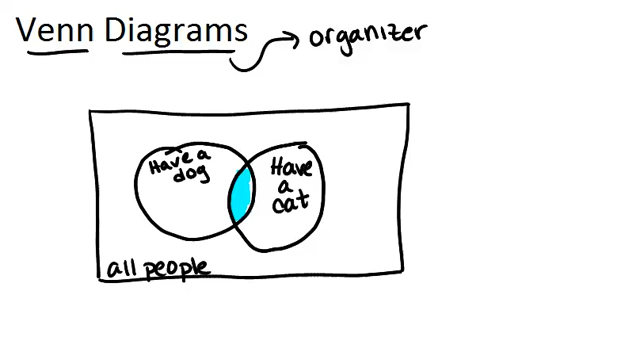 Venn Diagrams
organizer
Have a
dog
Have
a
cat
all people